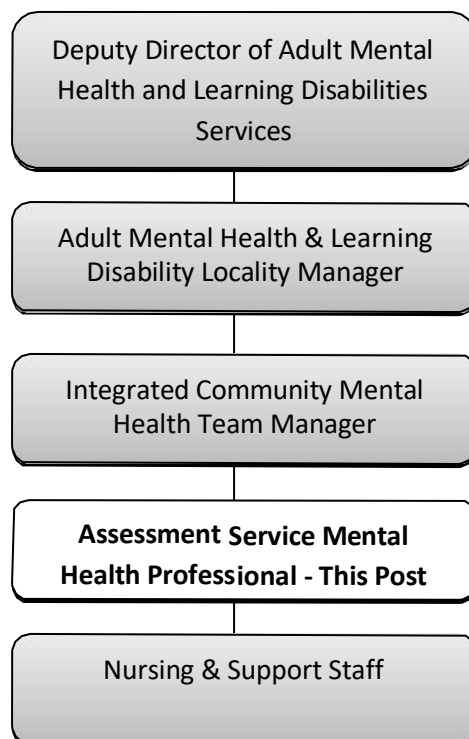 Deputy Director of Adult Mental
Health and Learning Disabilities
Services
Adult Mental Health & Learning
Disability Locality Manager
Integrated Community Mental
Health Team Manager
Assessment Service Mental
Health Professional - This Post
Nursing & Support Staff